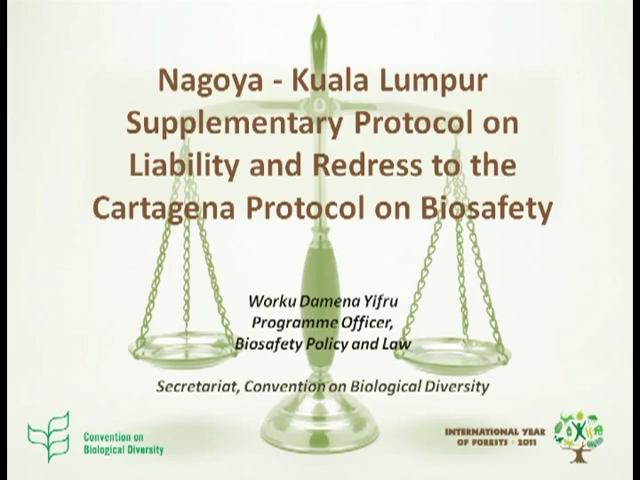 Nagoya - Kuala Lumpur
Supplementary Protocol on
Liability and Redress to the
Cartagena Protocol on Biosafety
Worku Damena Yifru
Programme Officer,
Biosafety Policy and Law
Secretariat, Convention on Biological Diversity
Convention on
Biological Diversity
INTERNATIONAL YEAR
OF FORESTS · 2011